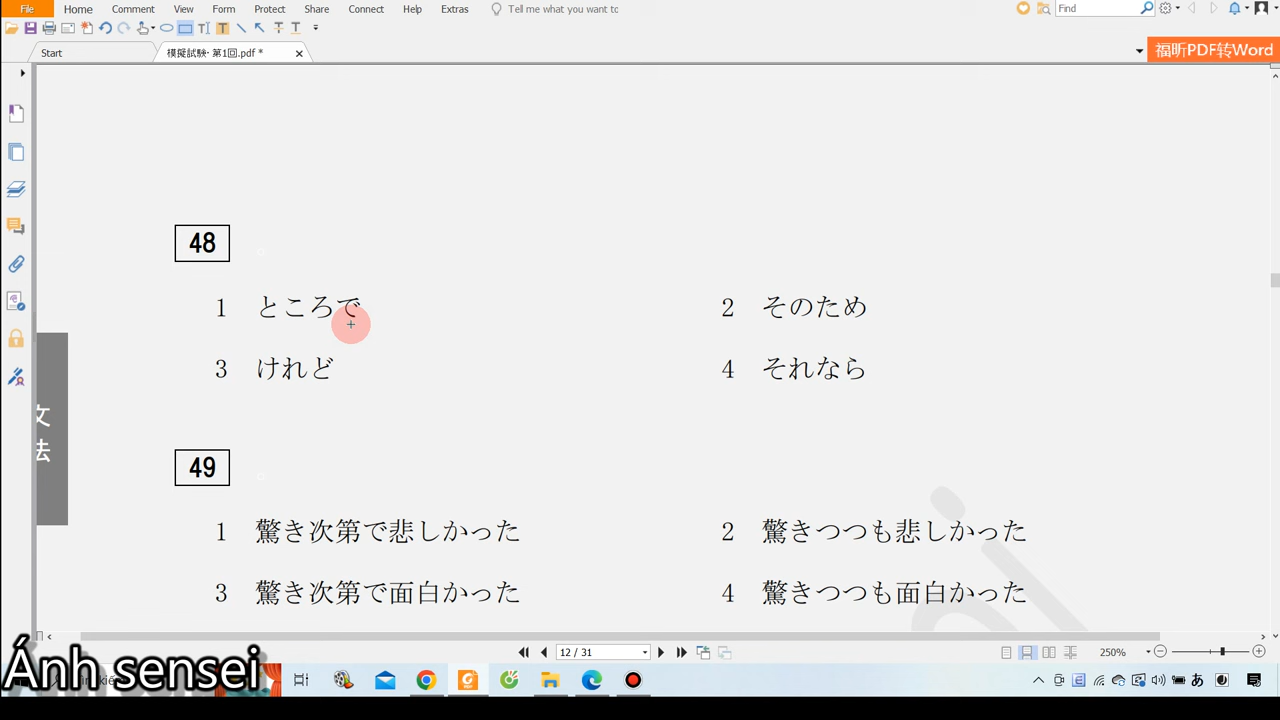 File Home Comment View Form Protect Share Connect Help Extras Tell me what you want to Find
Start 模擬試験- 第1回.pdf * 福昕PDF转Word
48
1 ところで 2 そのため
3 けれど 4 それなら
文法
49
1 驚き次第で悲しかった 2 驚きつつも悲しかった
3 驚き次第で面白かった 4 驚きつつも面白かった
12 / 31 250%
Ánh sensei
あ